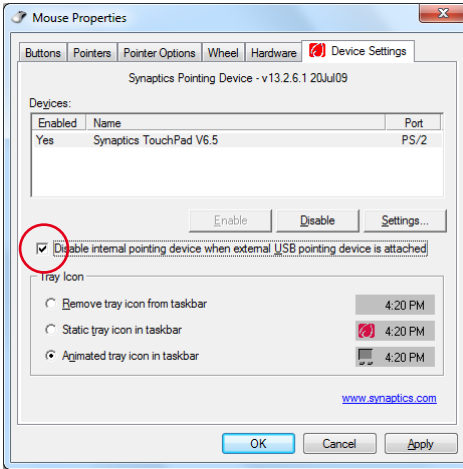 Mouse Properties
Buttons Pointers Pointer Options Wheel Hardware Device Settings
Synaptics Pointing Device - v13.2.6.1 20Jul09
Devices:
Enabled Name Port
Yes Synaptics TouchPad V6.5 PS/2
Enable Disable Settings...
Disable internal pointing device when external USB pointing device is attached
Tray Icon
Remove tray icon from taskbar 4:20 PM
Static tray icon in taskbar 4:20 PM
Animated tray icon in taskbar 4:20 PM
www.synaptics.com
OK Cancel Apply